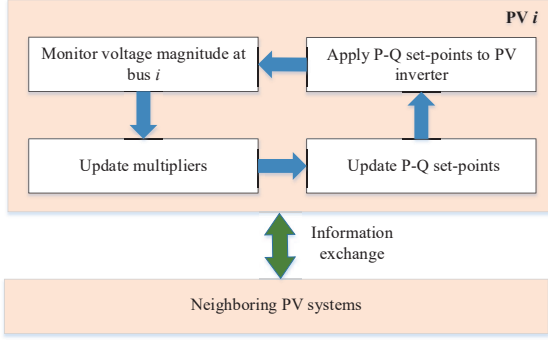 PV i
Monitor voltage magnitude at
bus i
Apply P-Q set-points to PV
inverter
Update multipliers
Update P-Q set-points
Information
exchange
Neighboring PV systems